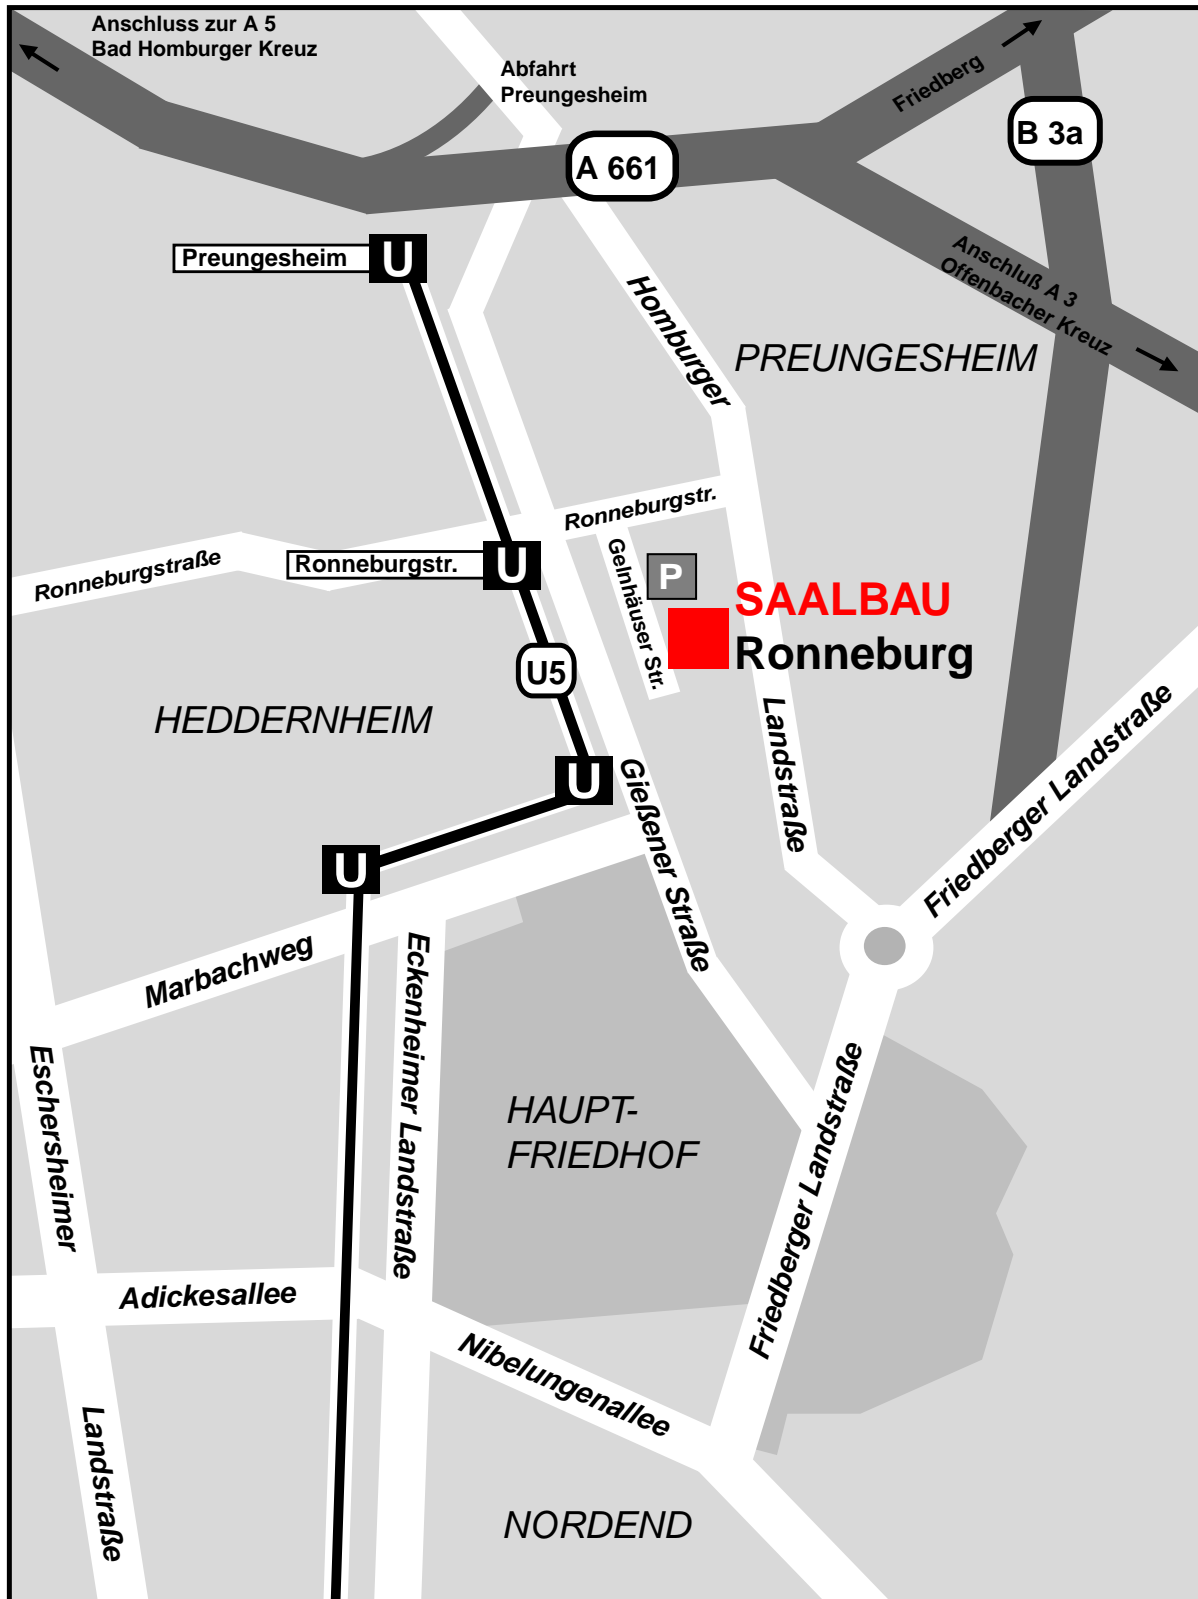 Anschluss zur A 5
Bad Homburger Kreuz
Abfahrt
Preungesheim
Friedberg
B 3a
A 661
Preungesheim
U
Anschluß A 3
Offenbacher Kreuz
Homburger
PREUNGESHEIM
Ronneburgstr.
Ronneburgstraße
Ronneburgstr.
U
Gelnhäuser Str.
P
SAALBAU
Ronneburg
U5
HEDDERNHEIM
Landstraße
Friedberger Landstraße
U
Gießener Straße
U
Marbachweg
Eckenheimer Landstraße
Eschersheimer
HAUPT-
FRIEDHOF
Friedberger Landstraße
Adickesallee
Nibelungenallee
Landstraße
NORDEND